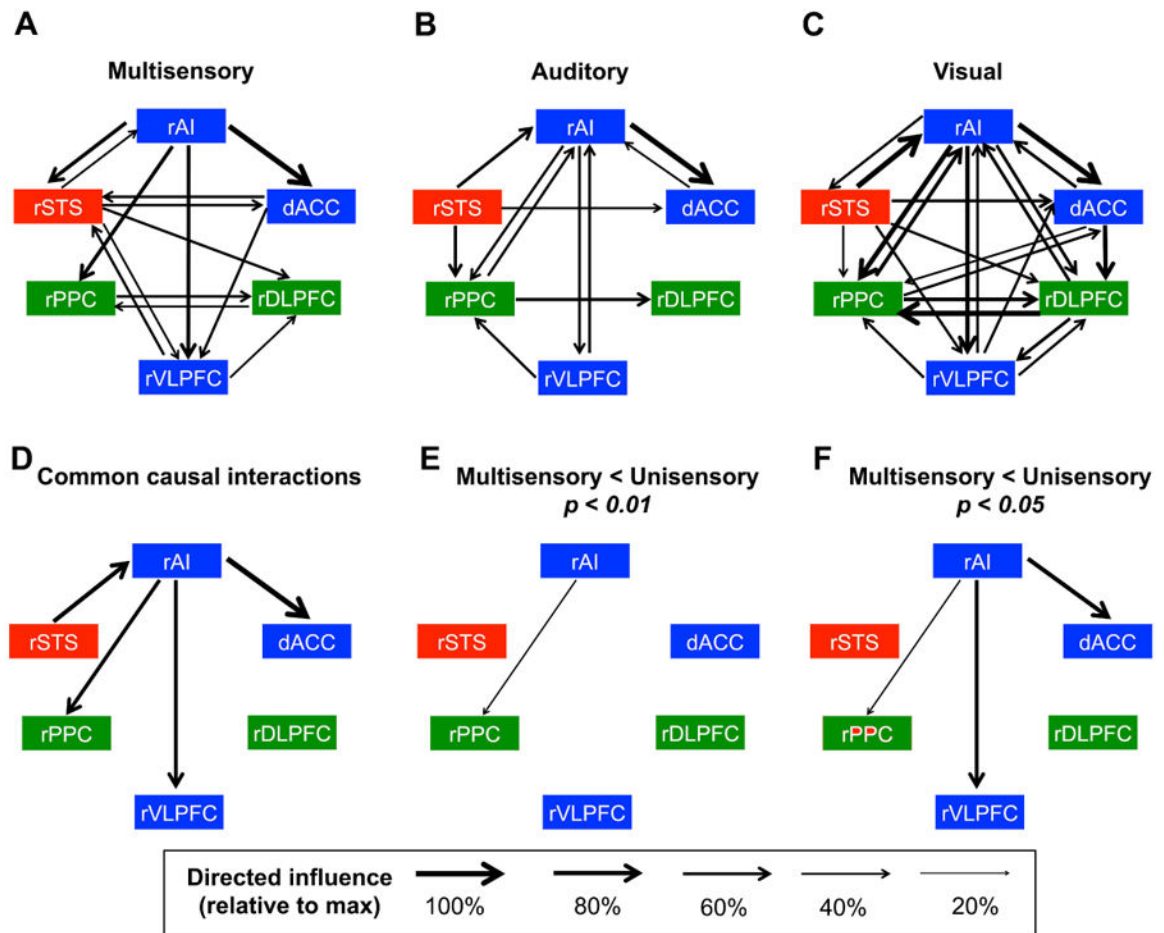 A
Multisensory
rAI
rSTS
dACC
rPPC
rDLPFC
rVLPFC
B
Auditory
rAI
rSTS
dACC
rPPC
rDLPFC
rVLPFC
C
Visual
rAI
rSTS
dACC
rPPC
rDLPFC
rVLPFC
D
Common causal interactions
rAI
rSTS
dACC
rPPC
rDLPFC
rVLPFC
E
Multisensory < Unisensory
p < 0.01
rAI
rSTS
dACC
rPPC
rDLPFC
rVLPFC
F
Multisensory < Unisensory
p < 0.05
rAI
rSTS
dACC
rPPC
rDLPFC
rVLPFC
Directed influence
(relative to max)
100% 80% 60% 40% 20%